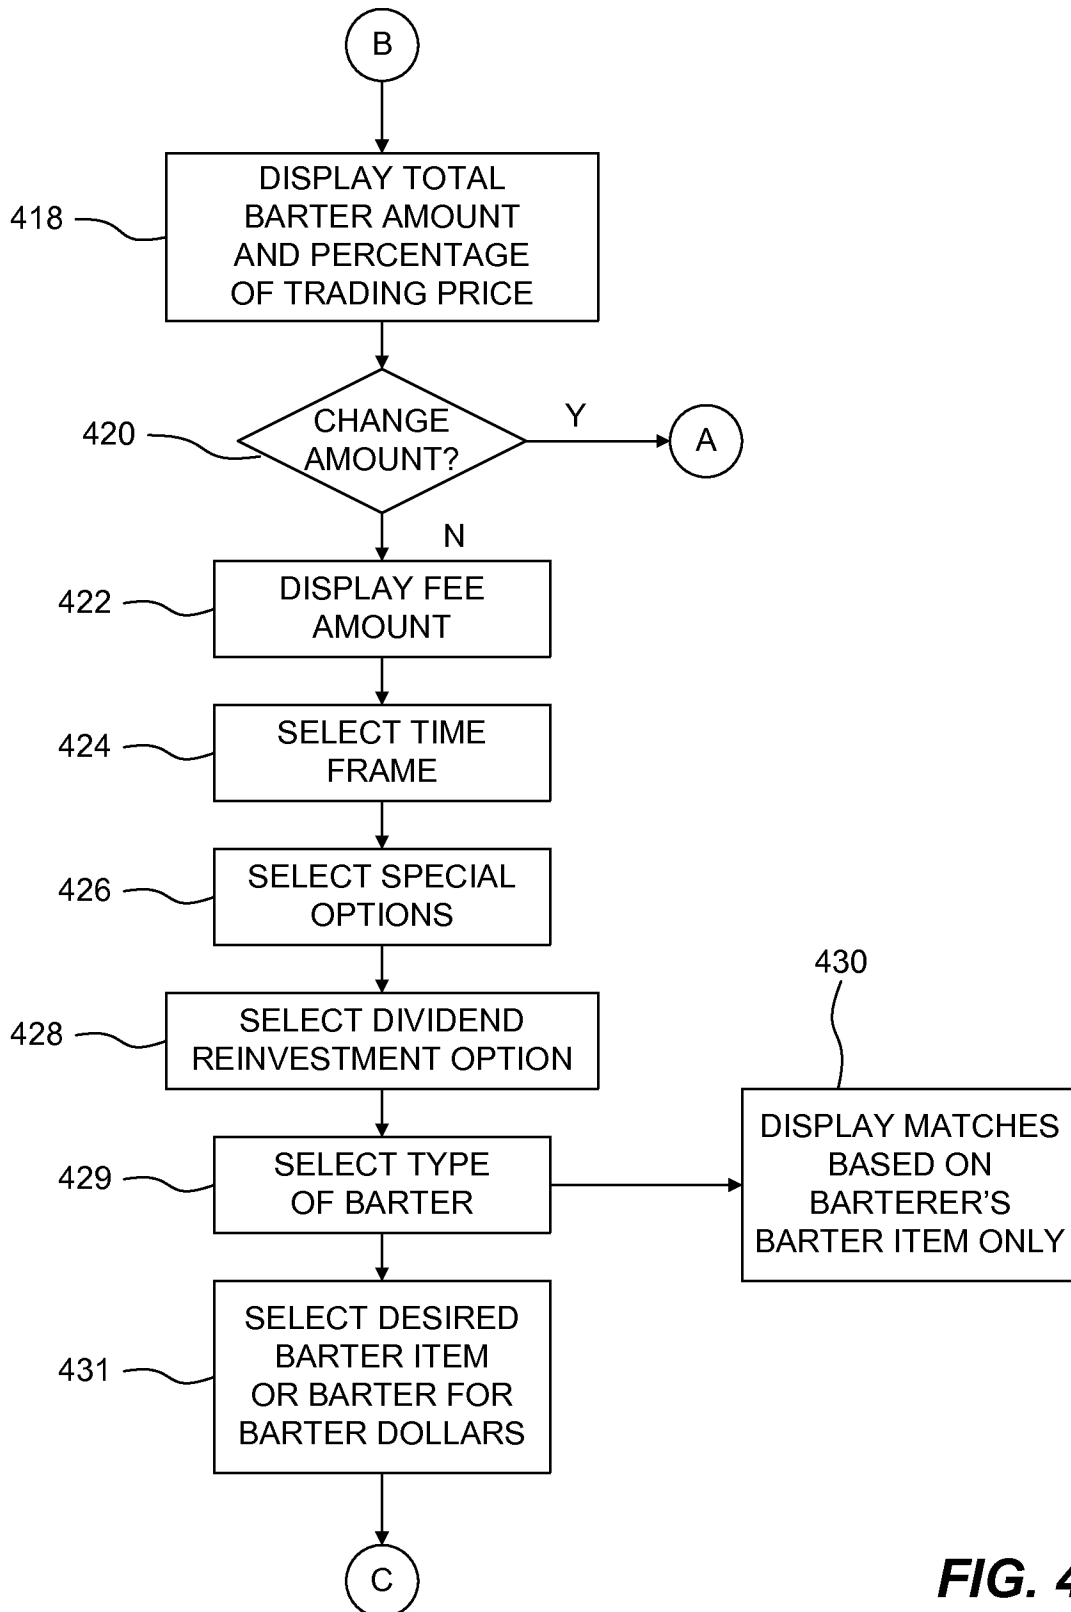 B
DISPLAY TOTAL
BARTER AMOUNT
AND PERCENTAGE
OF TRADING PRICE
418
CHANGE
AMOUNT?
420
Y
A
N
DISPLAY FEE
AMOUNT
422
SELECT TIME
FRAME
424
SELECT SPECIAL
OPTIONS
426
SELECT DIVIDEND
REINVESTMENT OPTION
428
SELECT TYPE
OF BARTER
429
430
DISPLAY MATCHES
BASED ON
BARTERER’S
BARTER ITEM ONLY
SELECT DESIRED
BARTER ITEM
OR BARTER FOR
BARTER DOLLARS
431
C
FIG. 4